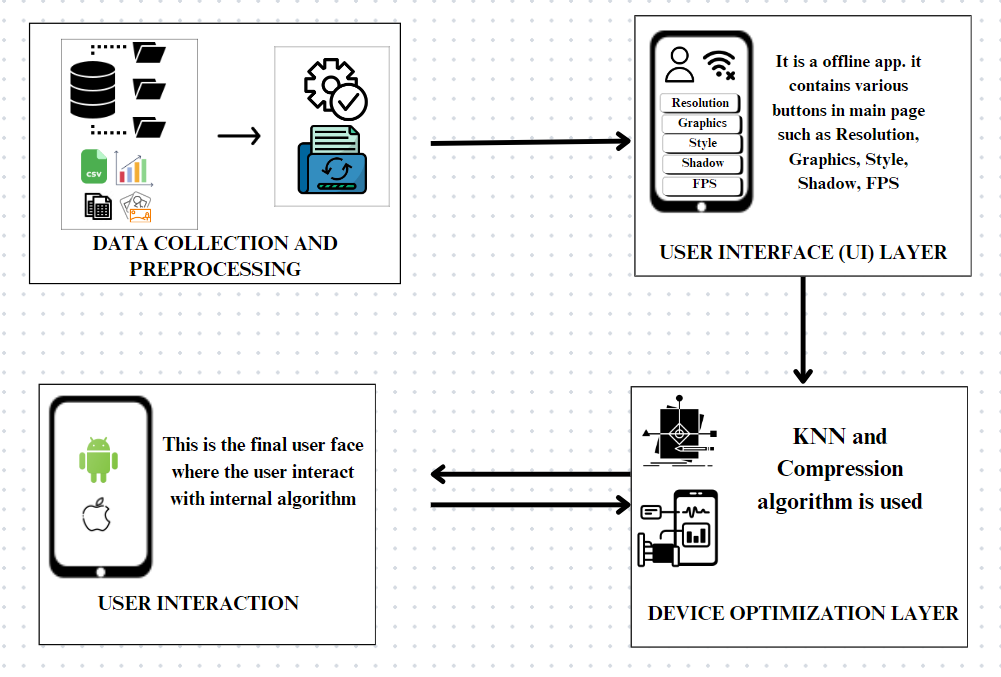 CSV
DATA COLLECTION AND
PREPROCESSING
Resolution
Graphics
Style
Shadow
FPS
It is a offline app. it
contains various
buttons in main page
such as Resolution,
Graphics, Style,
Shadow, FPS
USER INTERFACE (UI) LAYER
This is the final user face
where the user interact
with internal algorithm
USER INTERACTION
KNN and
Compression
algorithm is used
DEVICE OPTIMIZATION LAYER